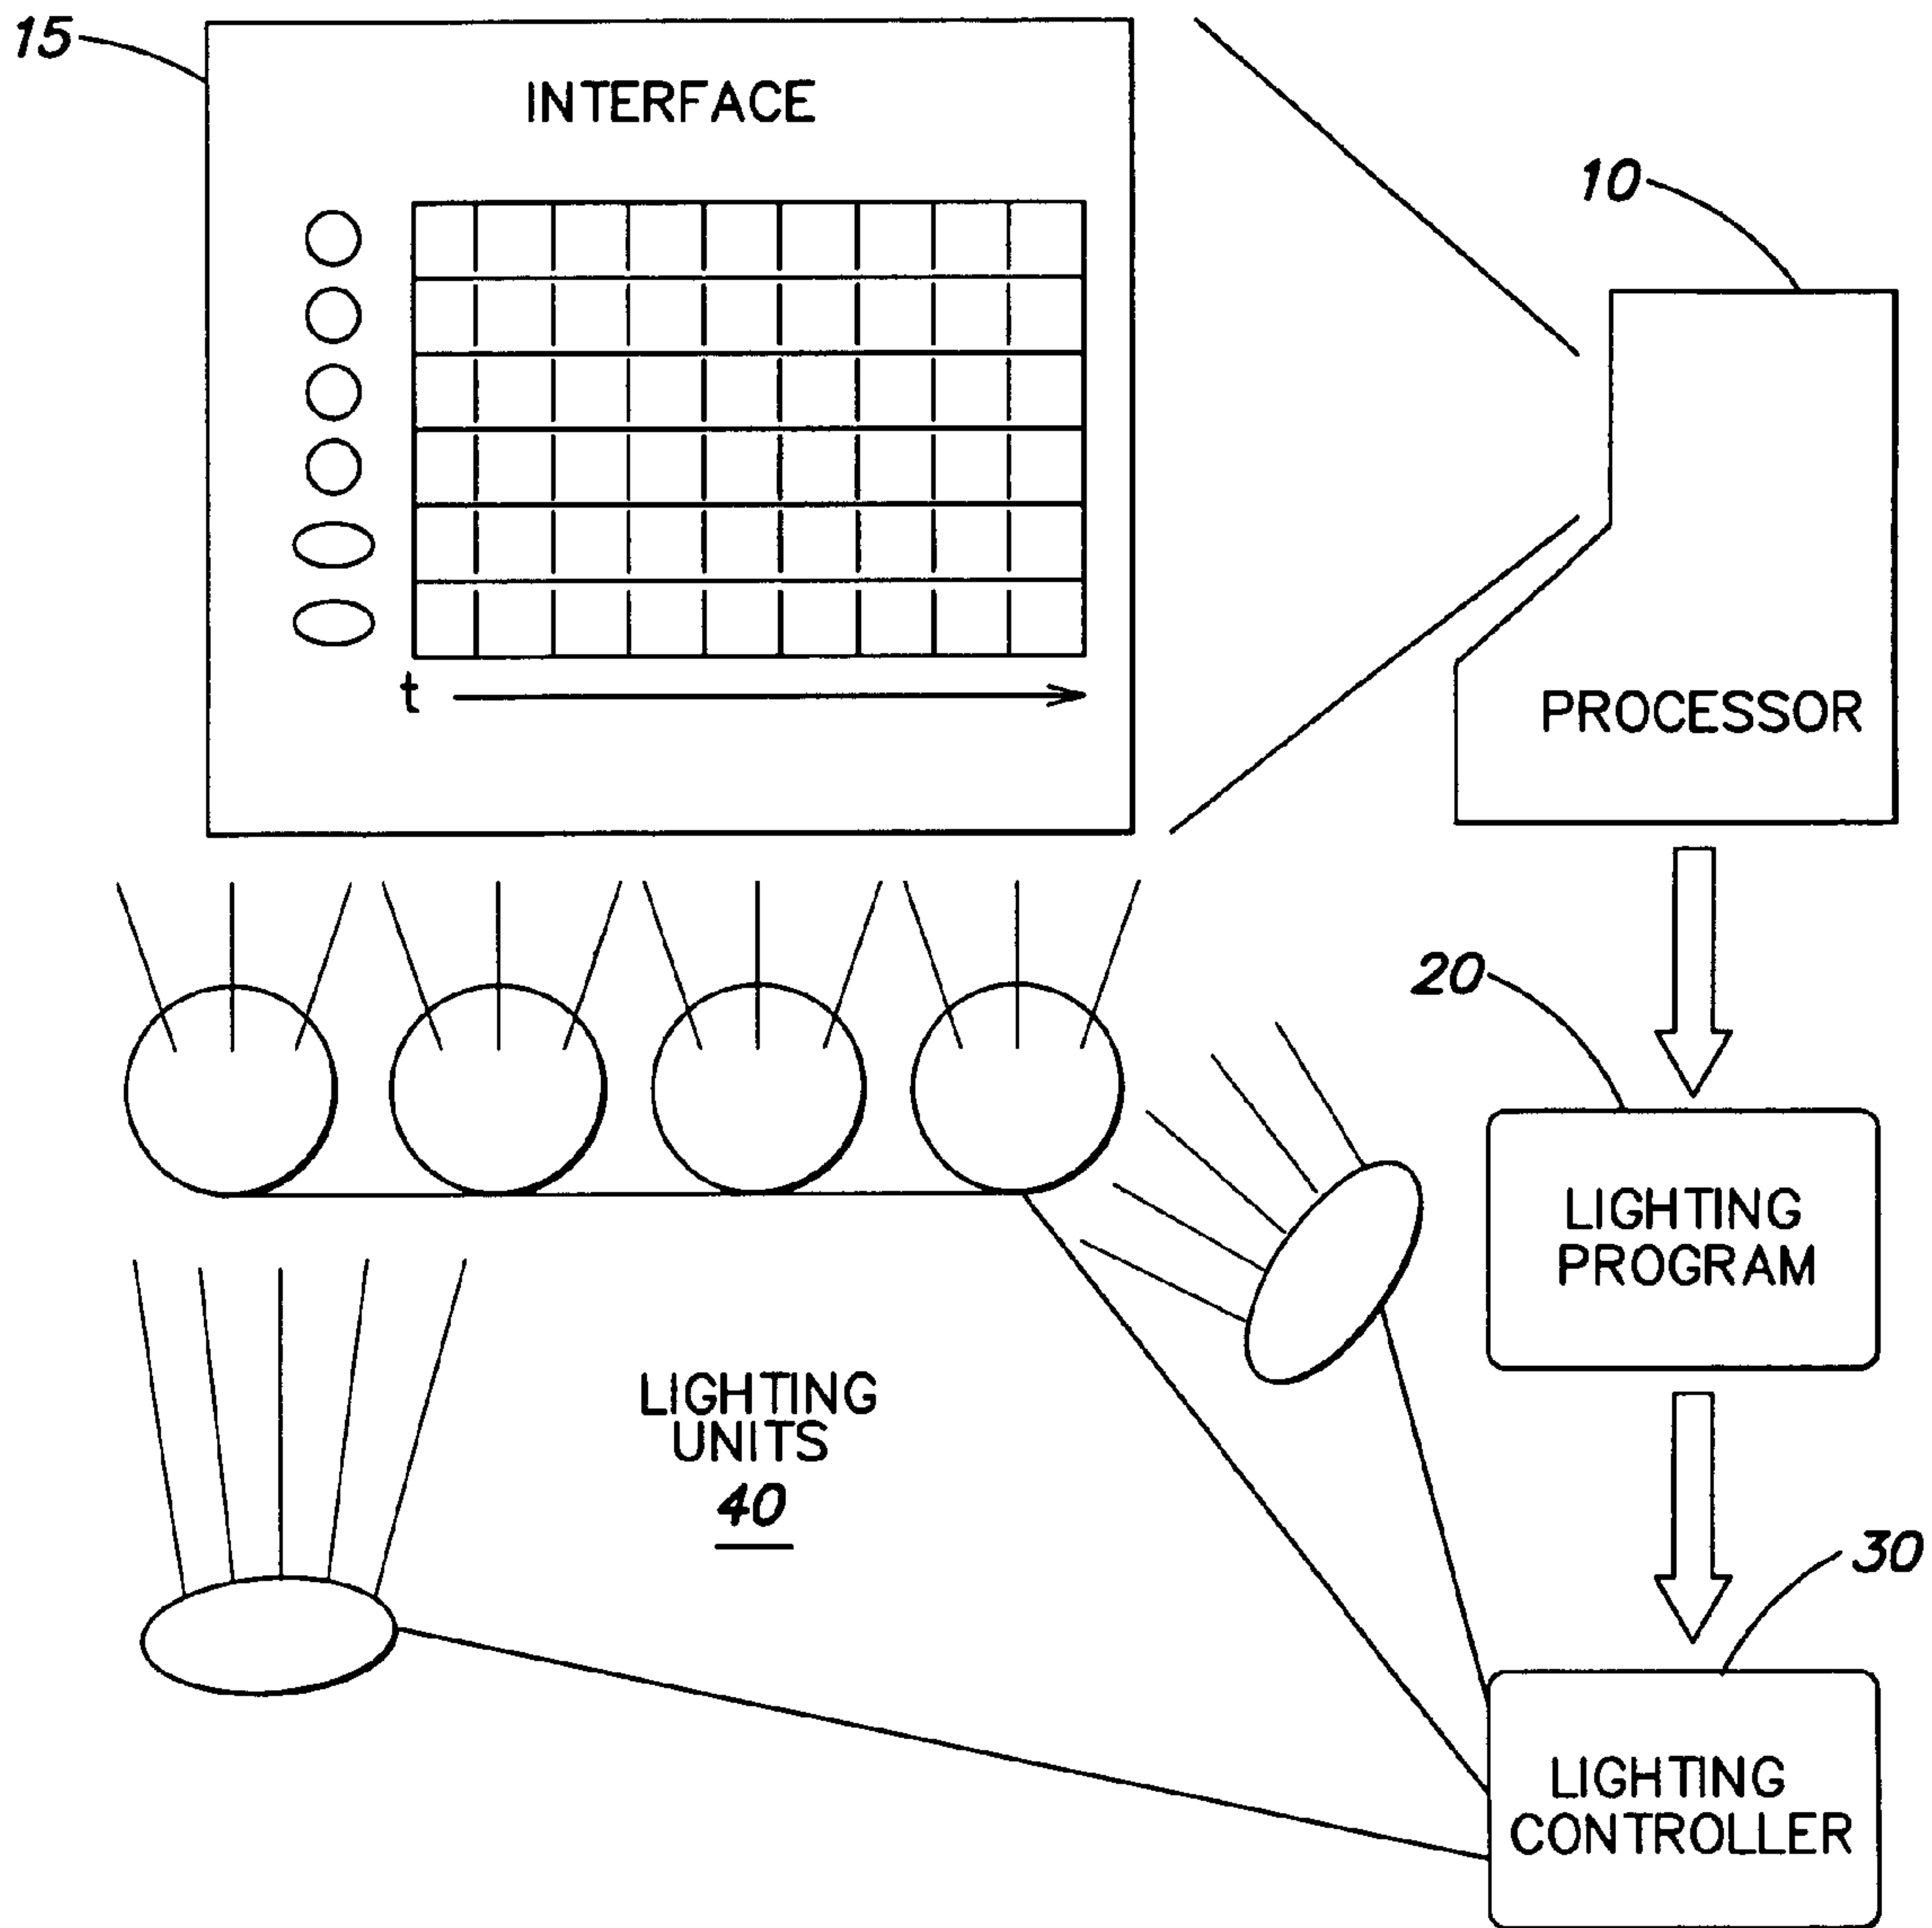 15
INTERFACE
10
t
PROCESSOR
20
LIGHTING
PROGRAM
LIGHTING
UNITS
40
30
LIGHTING
CONTROLLER